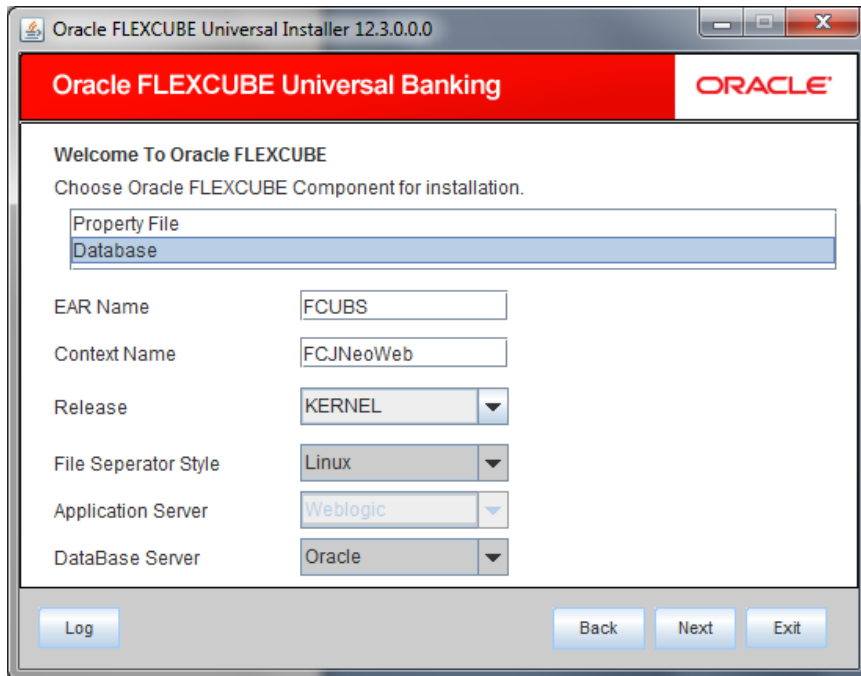 Oracle FLEXCUBE Universal Installer 12.3.0.0.0
Oracle FLEXCUBE Universal Banking
ORACLE
Welcome To Oracle FLEXCUBE
Choose Oracle FLEXCUBE Component for installation.
Property File
Database
EAR Name FCUBS
Context Name FCJNeoWeb
Release KERNEL
File Seperator Style Linux
Application Server Weblogic
DataBase Server Oracle
Log Back Next Exit